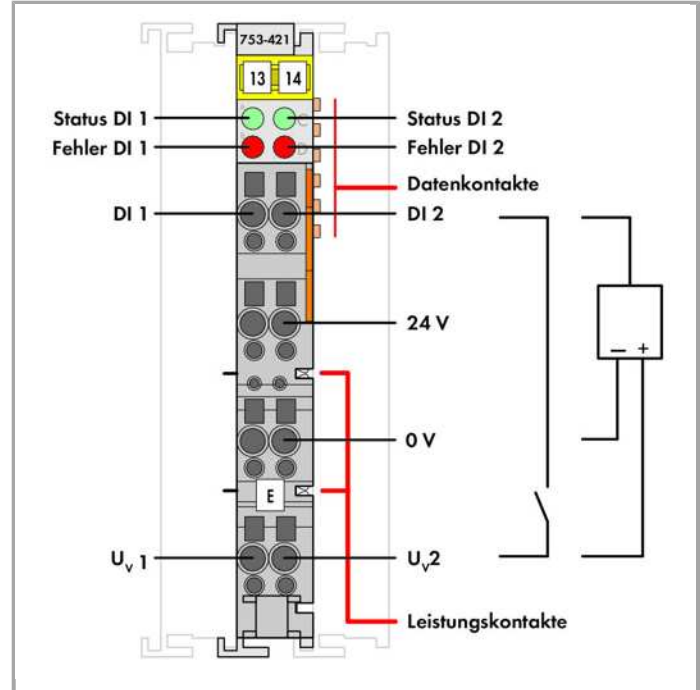 753-421
13 14
Status DI 1
Status DI 2
Fehler DI 1
Fehler DI 2
Datenkontakte
DI 1
DI 2
24 V
− +
0 V
E
Uv 1
Uv2
Leistungskontakte